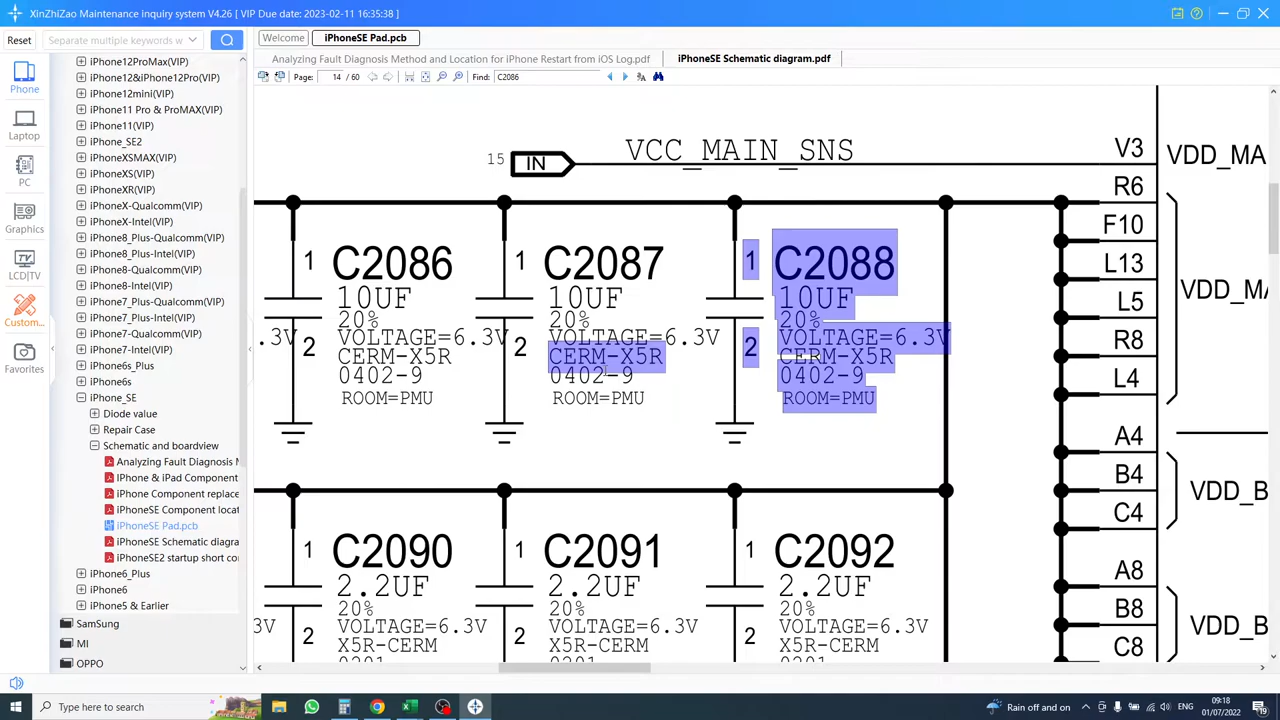 XinZhiZao Maintenance inquiry system V4.26 [ VIP Due date: 2023-02-11 16:35:38 ]
Reset
Separate multiple keywords w
Welcome
iPhoneSE Pad.pcb
Analyzing Fault Diagnosis Method and Location for iPhone Restart from iOS Log.pdf
iPhoneSE Schematic diagram.pdf
Page: 14 / 60
Find: C2086
Phone
Laptop
PC
Graphics
LCD|TV
Custom...
Favorites
iPhone12ProMax(VIP)
iPhone12&iPhone12Pro(VIP)
iPhone12mini(VIP)
iPhone11 Pro & ProMAX(VIP)
iPhone11(VIP)
iPhone_SE2
iPhoneXSMAX(VIP)
iPhoneXS(VIP)
iPhoneXR(VIP)
iPhoneX-Qualcomm(VIP)
iPhoneX-Intel(VIP)
iPhone8_Plus-Qualcomm(VIP)
iPhone8_Plus-Intel(VIP)
iPhone8-Qualcomm(VIP)
iPhone8-Intel(VIP)
iPhone7_Plus-Qualcomm(VIP)
iPhone7_Plus-Intel(VIP)
iPhone7-Qualcomm(VIP)
iPhone7-Intel(VIP)
iPhone6s_Plus
iPhone6s
iPhone_SE
Diode value
Repair Case
Schematic and boardview
Analyzing Fault Diagnosis M
IPhone & iPad Component
iPhone Component replace
iPhoneSE Component locat
iPhoneSE Pad.pcb
iPhoneSE Schematic diagra
iPhoneSE2 startup short co
iPhone6_Plus
iPhone6
iPhone5 & Earlier
SamSung
MI
OPPO
15 IN VCC_MAIN_SNS V3 VDD_MA
R6
F10
L13
L5 VDD_MA
R8
L4
1 C2086 1 C2087 1 C2088
10UF 10UF 10UF
20% 20% 20%
.3V 2 VOLTAGE=6.3V 2 VOLTAGE=6.3V 2 VOLTAGE=6.3V
CERM-X5R CERM-X5R CERM-X5R
0402-9 0402-9 0402-9
ROOM=PMU ROOM=PMU ROOM=PMU
A4
B4 VDD_B
C4
1 C2090 1 C2091 1 C2092
2.2UF 2.2UF 2.2UF
20% 20% 20%
3V 2 VOLTAGE=6.3V 2 VOLTAGE=6.3V 2 VOLTAGE=6.3V
X5R-CERM X5R-CERM X5R-CERM
0201 0201 0201
A8
B8 VDD_B
C8
Type here to search
Rain off and on
ENG
09:18
01/07/2022
19